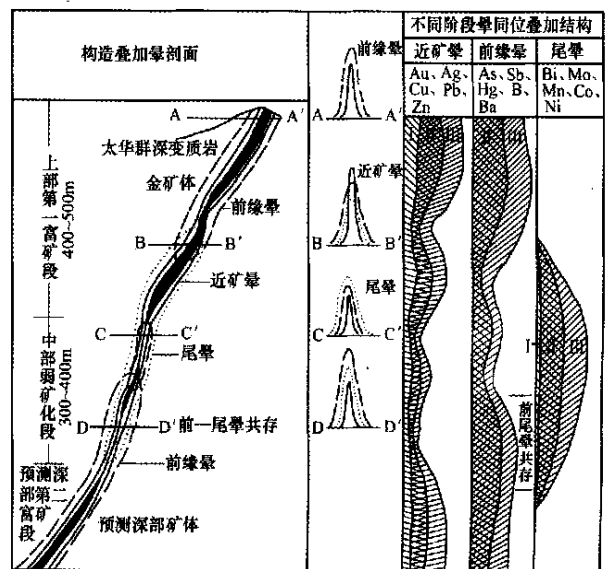 构造叠加晕剖面
不同阶段晕同位叠加结构
近矿晕
前缘晕
尾晕
Au、Ag、
Cu、Pb、
Zn
As、Sb、
Hg、B、
Ba
Bi、Mo、
Mn、Co、
Ni
上部第一富矿段
400~500m
中部弱矿化段
300~400m
预测深二
部第矿
富段
A
A′
太华群深变质岩
金矿体
前缘晕
B
B′
近矿晕
C
C′
尾晕
D
D′前—尾晕共存
前缘晕
预测深部矿体
前缘晕
A
A′
近矿晕
B
B′
尾晕
C
C′
D
D′
I
II
III
前尾晕共存